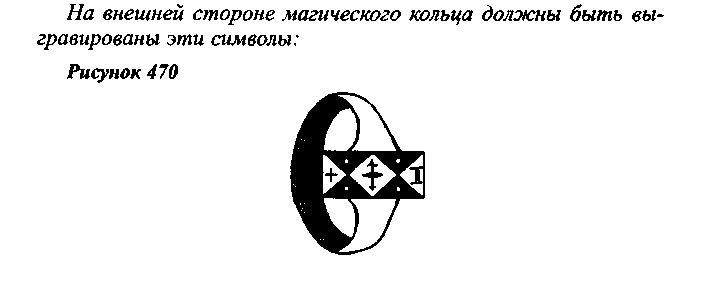 На внешней стороне магического кольца должны быть вы-
гравированы эти символы:
Рисунок 470